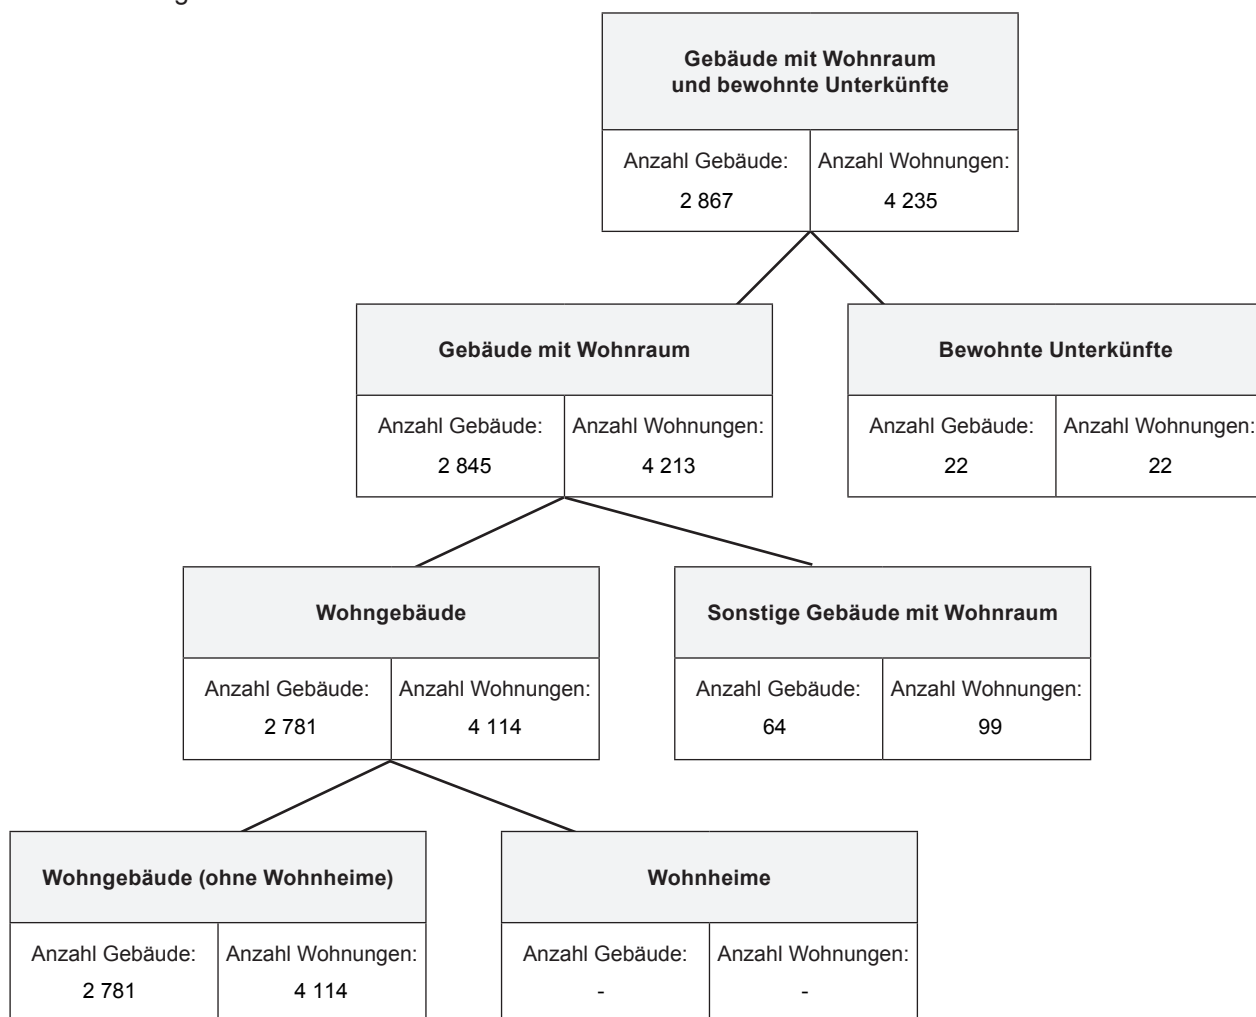 Gebäude mit Wohnraum
und bewohnte Unterkünfte
Anzahl Gebäude: Anzahl Wohnungen:
2 867 4 235
Gebäude mit Wohnraum
Anzahl Gebäude: Anzahl Wohnungen:
2 845 4 213
Bewohnte Unterkünfte
Anzahl Gebäude: Anzahl Wohnungen:
22 22
Wohngebäude
Anzahl Gebäude: Anzahl Wohnungen:
2 781 4 114
Sonstige Gebäude mit Wohnraum
Anzahl Gebäude: Anzahl Wohnungen:
64 99
Wohngebäude (ohne Wohnheime)
Anzahl Gebäude: Anzahl Wohnungen:
2 781 4 114
Wohnheime
Anzahl Gebäude: Anzahl Wohnungen:
- -